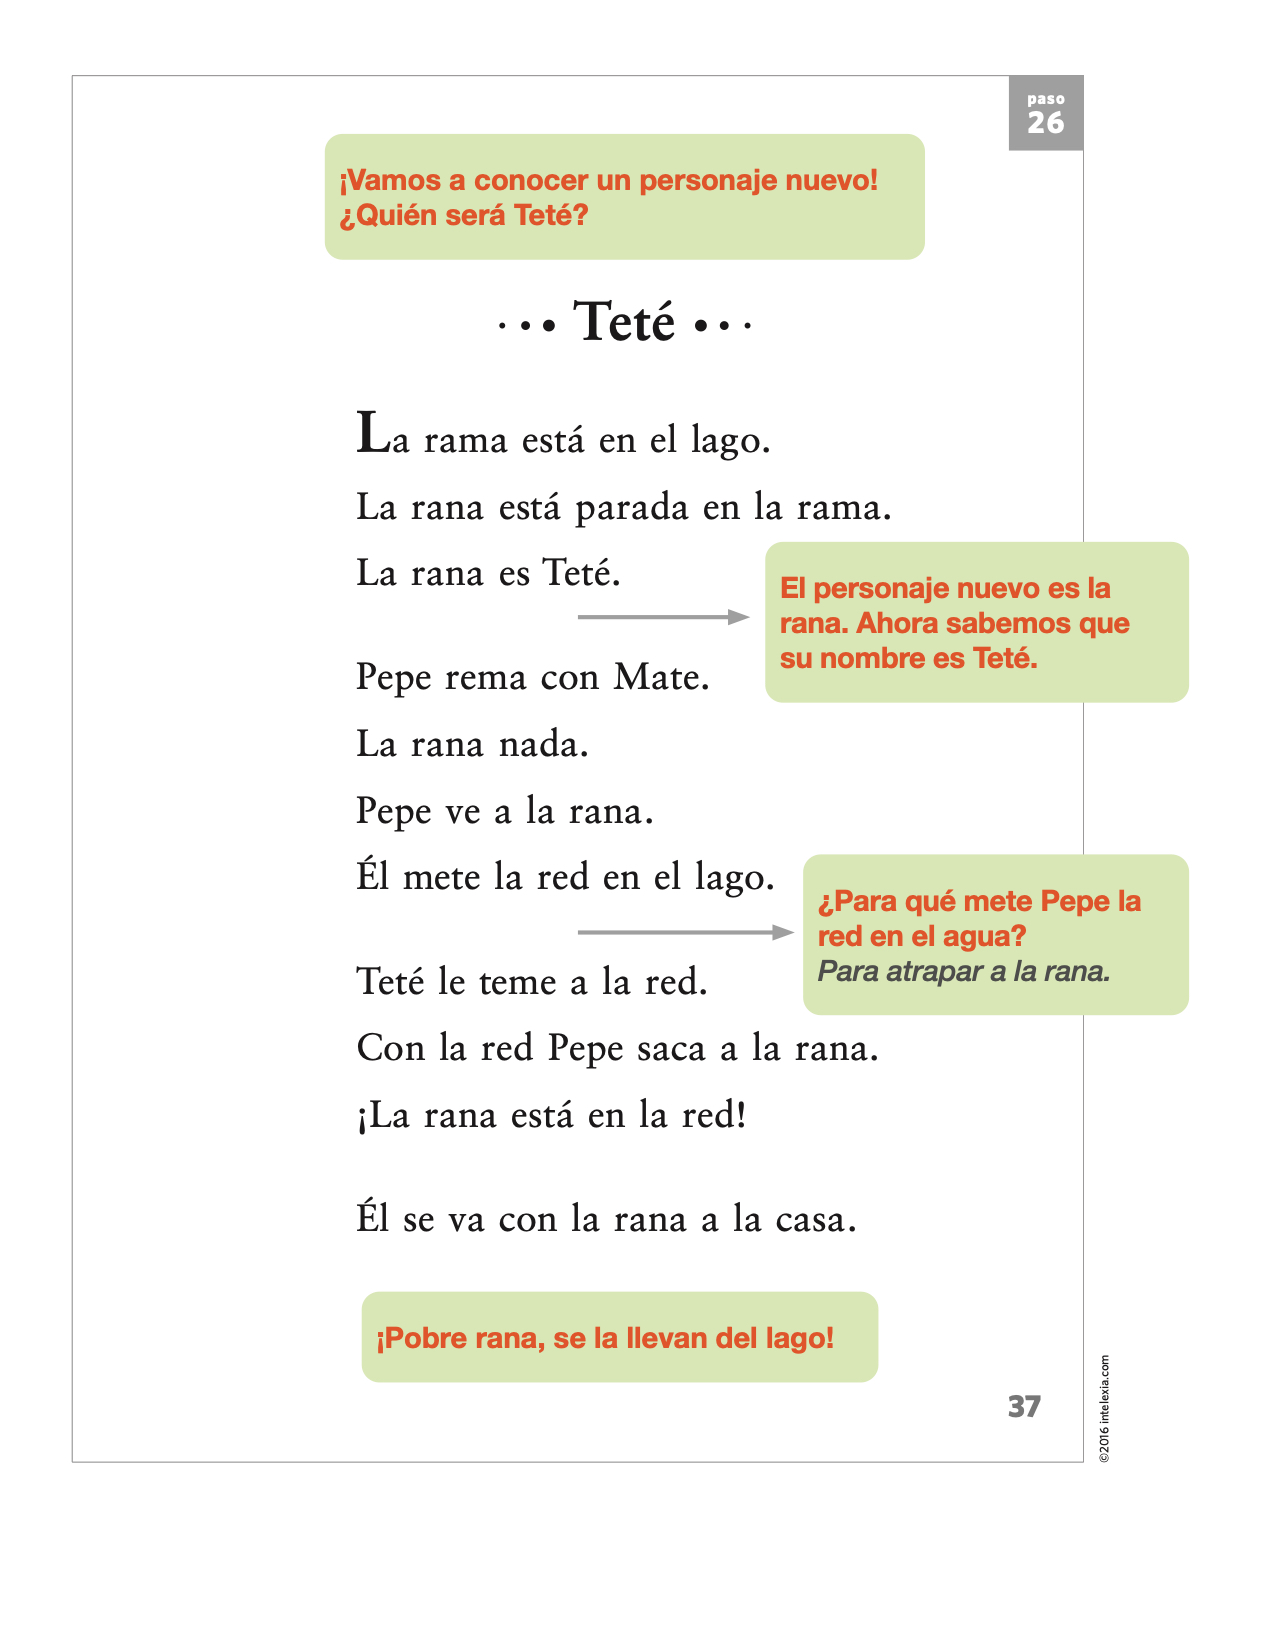 paso
26
¡Vamos a conocer un personaje nuevo!
¿Quién será Teté?
Teté
La rama está en el lago.
La rana está parada en la rama.
La rana es Teté.
El personaje nuevo es la
rana. Ahora sabemos que
su nombre es Teté.
Pepe rema con Mate.
La rana nada.
Pepe ve a la rana.
Él mete la red en el lago.
¿Para qué mete Pepe la
red en el agua?
Para atrapar a la rana.
Teté le teme a la red.
Con la red Pepe saca a la rana.
¡La rana está en la red!
Él se va con la rana a la casa.
¡Pobre rana, se la llevan del lago!
37
©2016 intelexia.com